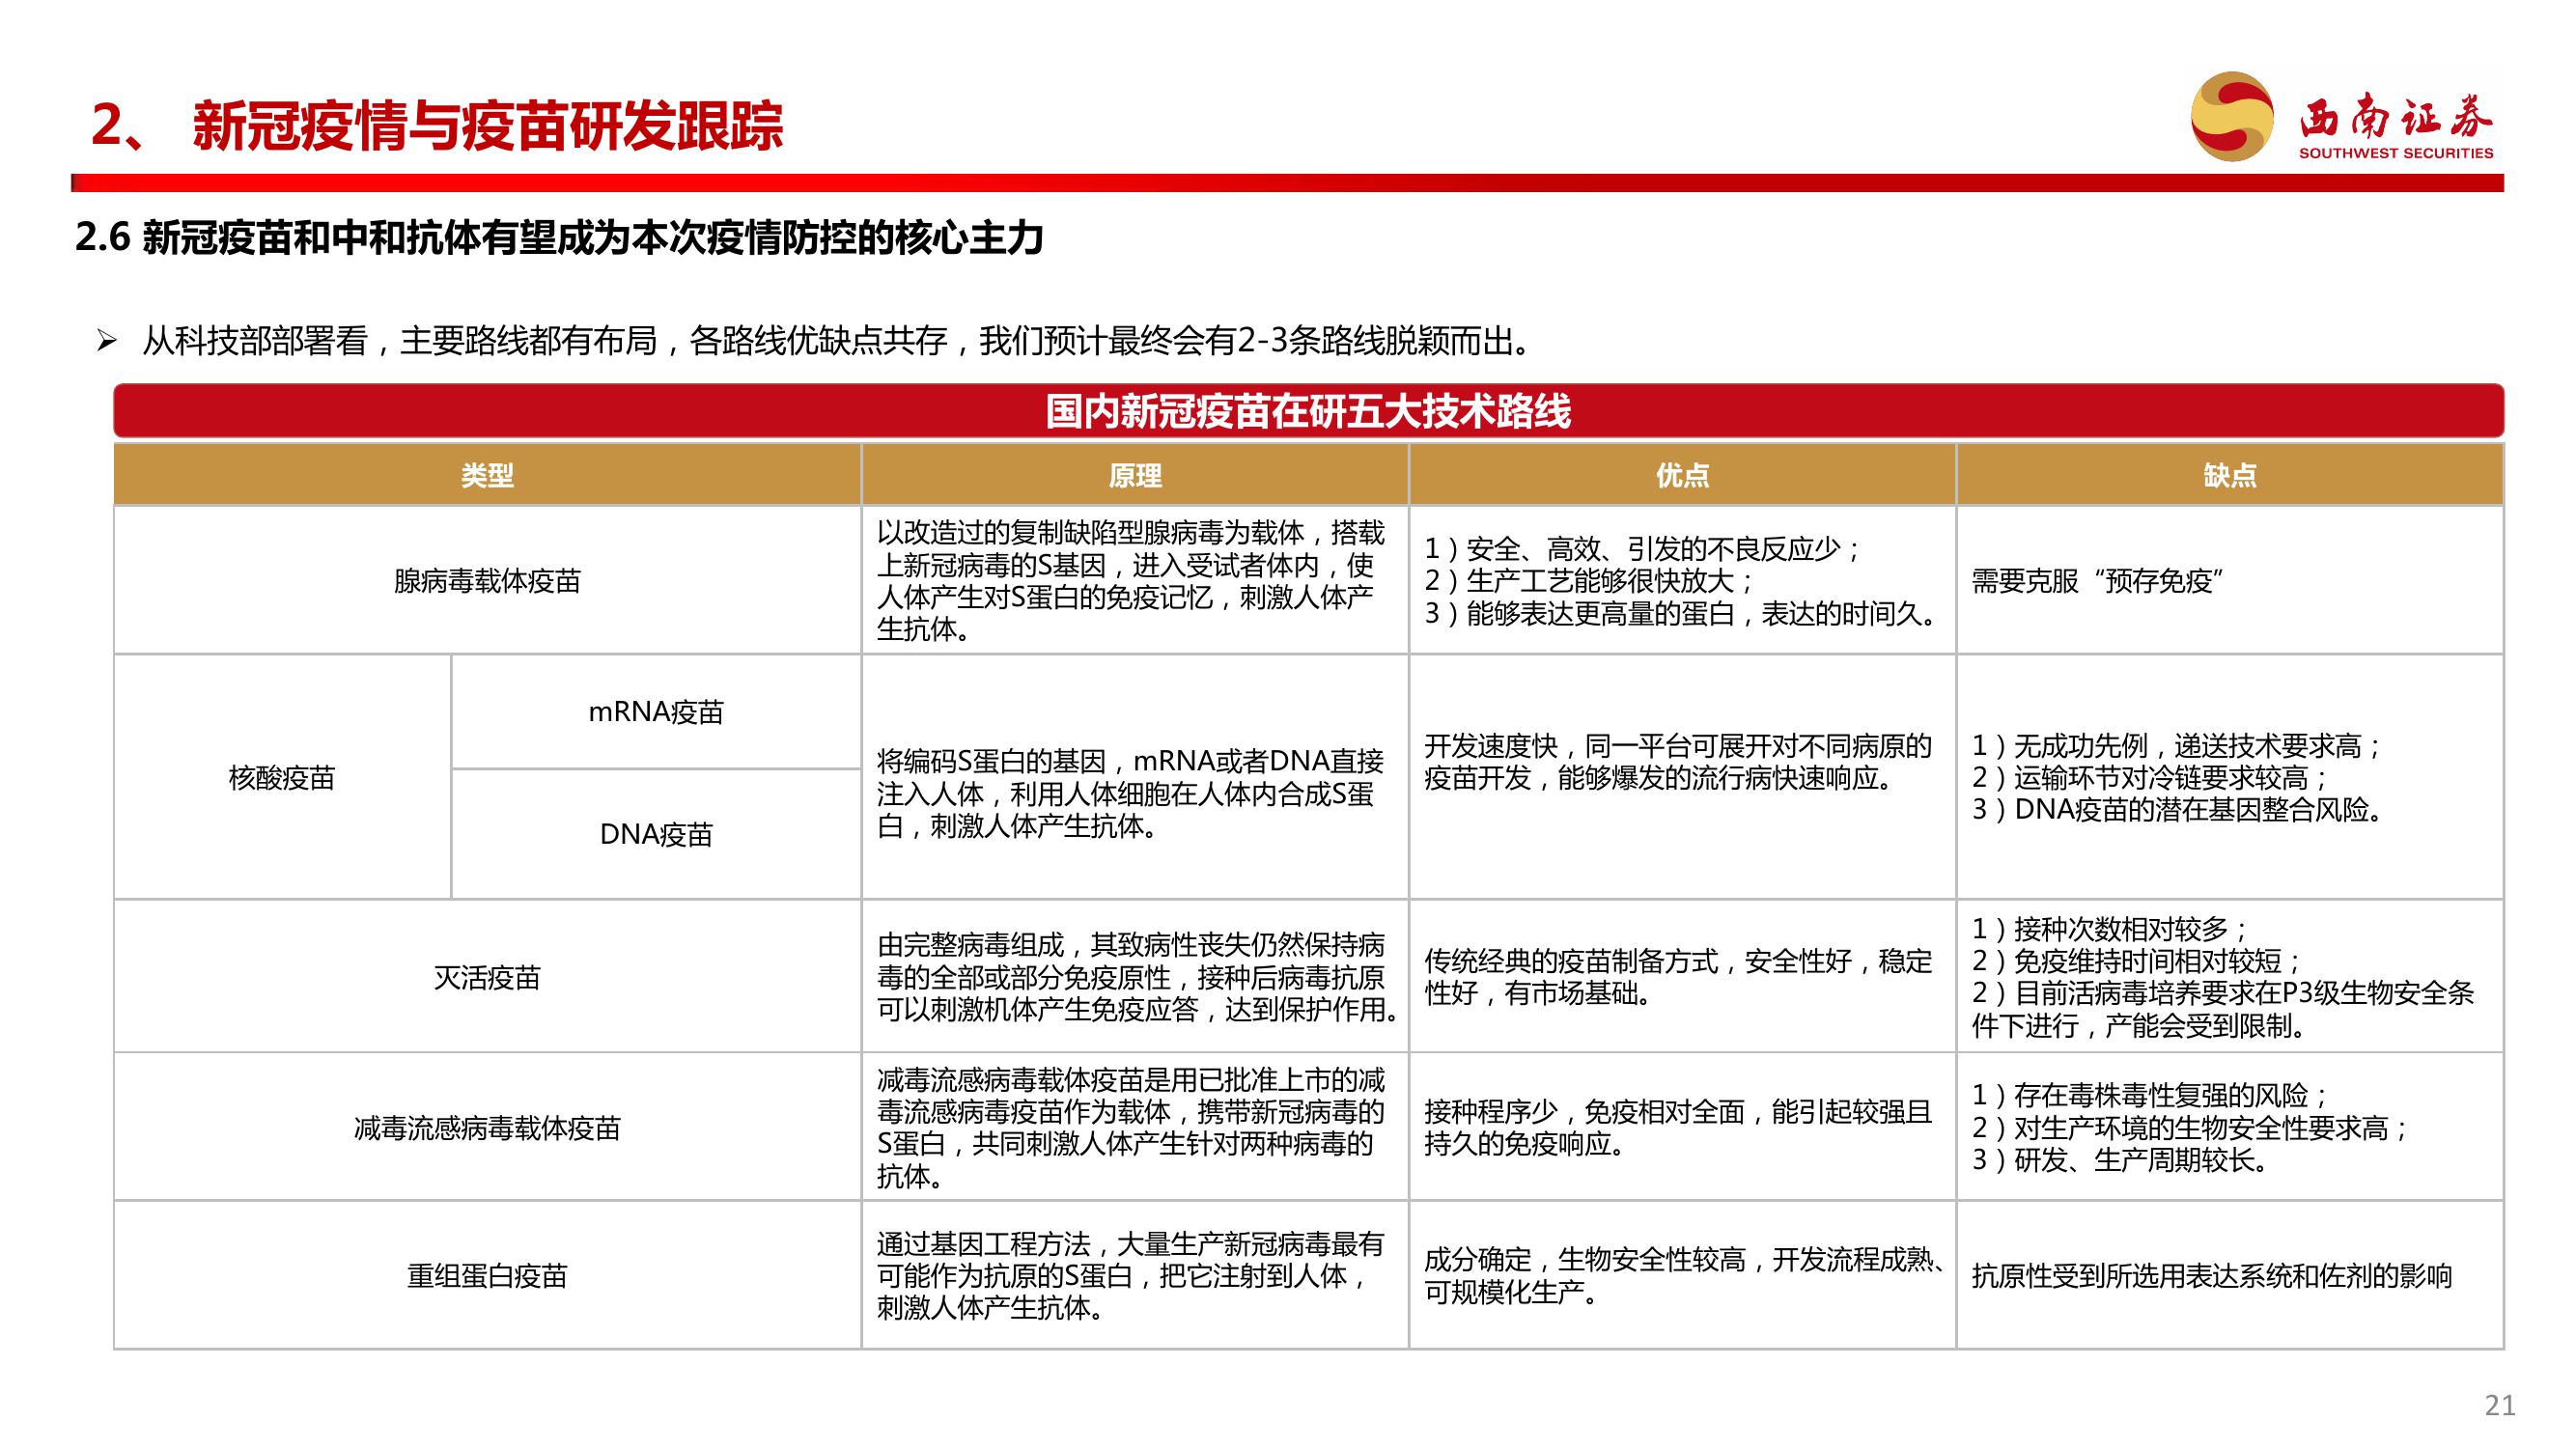 2、 新冠疫情与疫苗研发跟踪
西南证券
SOUTHWEST SECURITIES
2.6 新冠疫苗和中和抗体有望成为本次疫情防控的核心主力
➢ 从科技部部署看，主要路线都有布局，各路线优缺点共存，我们预计最终会有2-3条路线脱颖而出。
国内新冠疫苗在研五大技术路线
类型 原理 优点 缺点
腺病毒载体疫苗
以改造过的复制缺陷型腺病毒为载体，搭载
上新冠病毒的S基因，进入受试者体内，使
人体产生对S蛋白的免疫记忆，刺激人体产
生抗体。
1）安全、高效、引发的不良反应少；
2）生产工艺能够很快放大；
3）能够表达更高量的蛋白，表达的时间久。
需要克服“预存免疫”
核酸疫苗
mRNA疫苗
DNA疫苗
将编码S蛋白的基因，mRNA或者DNA直接
注入人体，利用人体细胞在人体内合成S蛋
白，刺激人体产生抗体。
开发速度快，同一平台可展开对不同病原的
疫苗开发，能够爆发的流行病快速响应。
1）无成功先例，递送技术要求高；
2）运输环节对冷链要求较高；
3）DNA疫苗的潜在基因整合风险。
灭活疫苗
由完整病毒组成，其致病性丧失仍然保持病
毒的全部或部分免疫原性，接种后病毒抗原
可以刺激机体产生免疫应答，达到保护作用。
传统经典的疫苗制备方式，安全性好，稳定
性好，有市场基础。
1）接种次数相对较多；
2）免疫维持时间相对较短；
2）目前活病毒培养要求在P3级生物安全条
件下进行，产能会受到限制。
减毒流感病毒载体疫苗
减毒流感病毒载体疫苗是用已批准上市的减
毒流感病毒疫苗作为载体，携带新冠病毒的
S蛋白，共同刺激人体产生针对两种病毒的
抗体。
接种程序少，免疫相对全面，能引起较强且
持久的免疫响应。
1）存在毒株毒性复强的风险；
2）对生产环境的生物安全性要求高；
3）研发、生产周期较长。
重组蛋白疫苗
通过基因工程方法，大量生产新冠病毒最有
可能作为抗原的S蛋白，把它注射到人体，
刺激人体产生抗体。
成分确定，生物安全性较高，开发流程成熟、
可规模化生产。
抗原性受到所选用表达系统和佐剂的影响
21